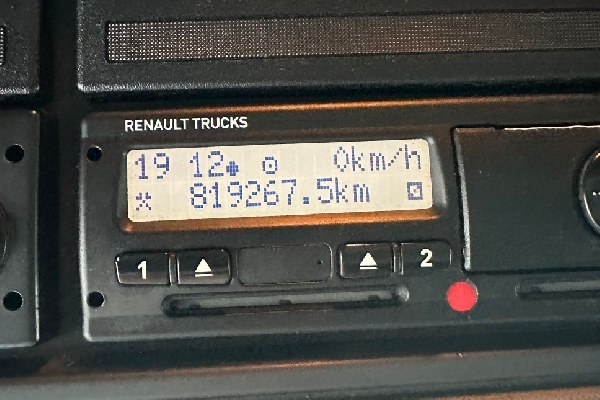 RENAULT TRUCKS
19 12 0km/h
819267.5km
1 2